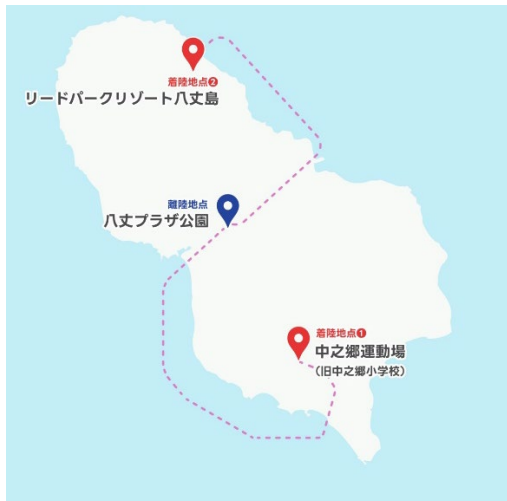 着陸地点❷
リードパークリゾート八丈島
離陸地点
八丈プラザ公園
着陸地点❶
中之郷運動場
（旧中之郷小学校）